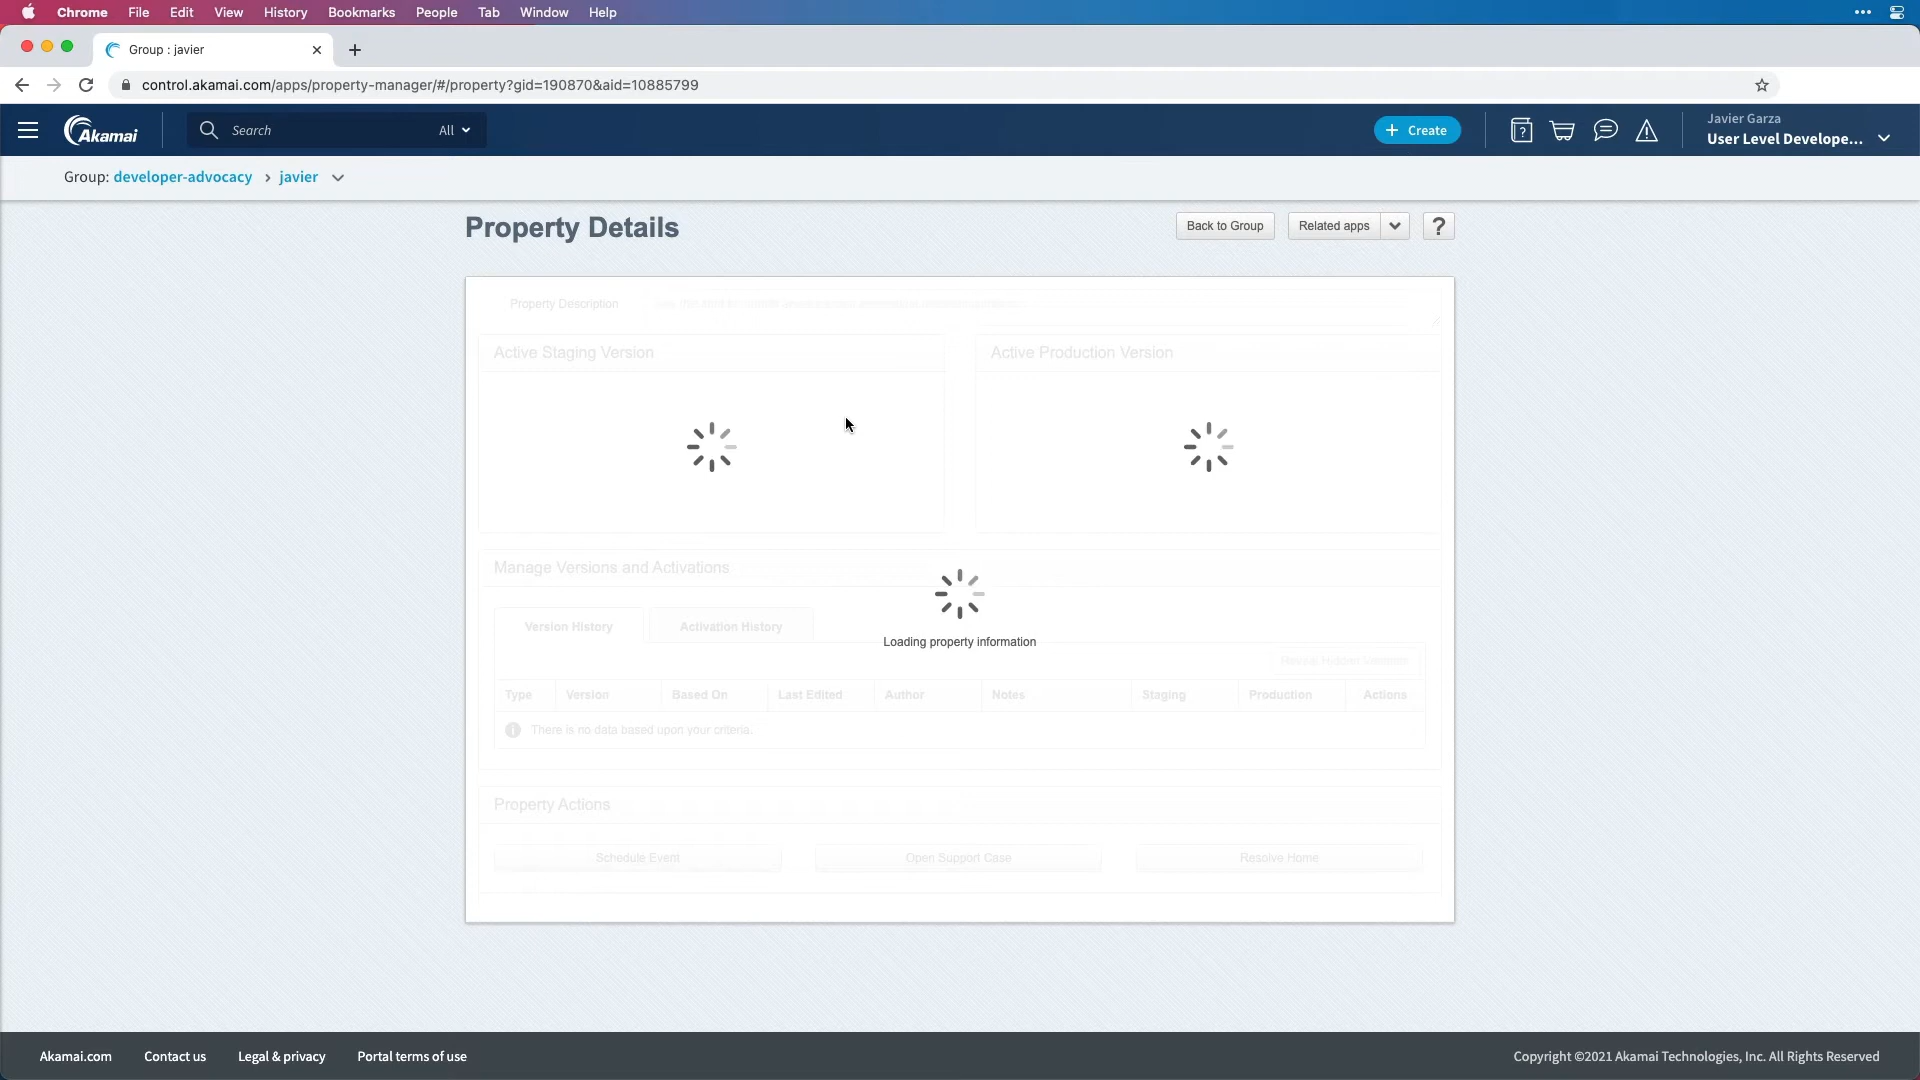 Chrome File Edit View History Bookmarks People Tab Window Help
Group : javier
control.akamai.com/apps/property-manager/#/property?gid=190870&aid=10885799
Akamai Search All + Create Javier Garza
User Level Develope...
Group: developer-advocacy > javier
Property Details Back to Group Related apps ?
Property Description
Active Staging Version Active Production Version
Manage Versions and Activations
Version History Activation History
Loading property information
Reveal Hidden Versions
Type Version Based On Last Edited Author Notes Staging Production Actions
There is no data based upon your criteria.
Property Actions
Schedule Event Open Support Case Resolve Home
Akamai.com Contact us Legal & privacy Portal terms of use Copyright ©2021 Akamai Technologies, Inc. All Rights Reserved